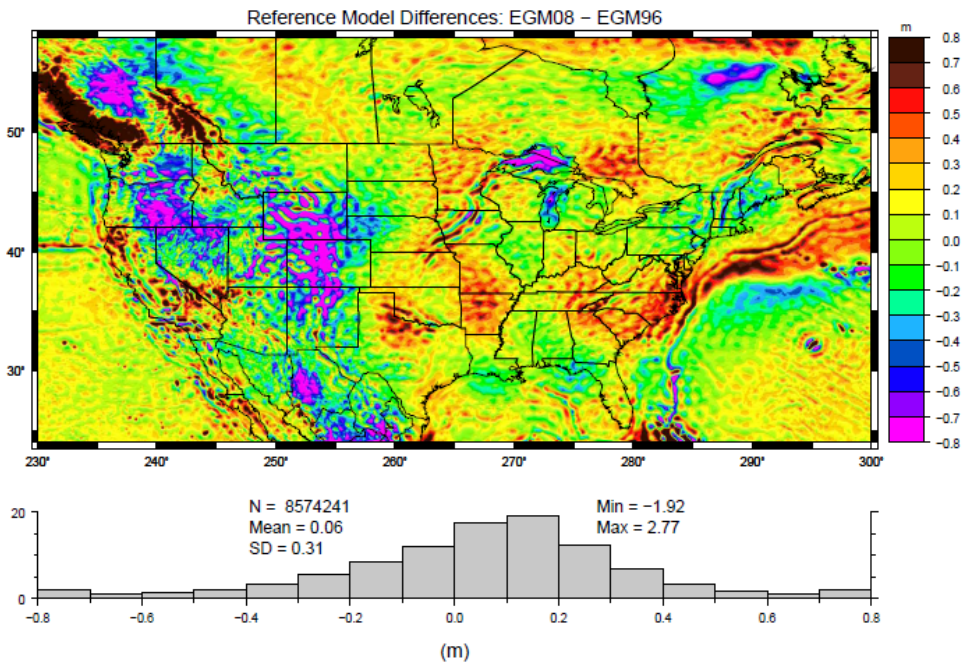 Reference Model Differences: EGM08 − EGM96
m
0.8
0.7
0.6
0.5
0.4
0.3
0.2
0.1
0.0
−0.1
−0.2
−0.3
−0.4
−0.5
−0.6
−0.7
−0.8
50°
40°
30°
230° 240° 250° 260° 270° 280° 290° 300°
N = 8574241
Mean = 0.06
SD = 0.31
Min = −1.92
Max = 2.77
20
0
−0.8 −0.6 −0.4 −0.2 0.0 0.2 0.4 0.6 0.8
(m)